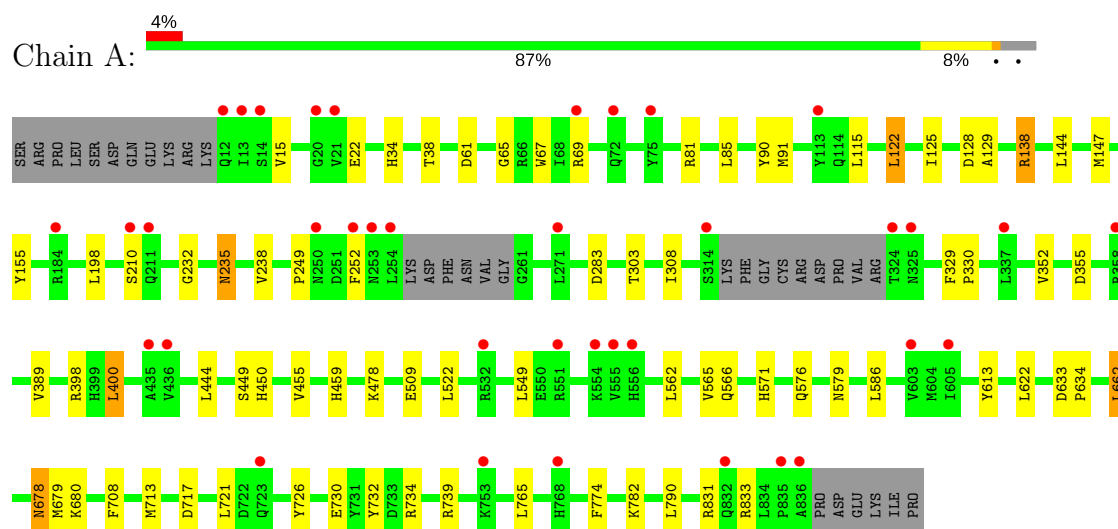 4%
Chain A:
87% 8% • •
SER ARG PRO LEU SER ASP GLN GLU LYS ARG LYS Q12 I13 S14 V15 G20 V21 E22 H34 T38 D61 G65 R66 W67 I68 R69 Q72 Y75 R81 L85 Y90 M91 Y113 Q114 L115 L122 I125 D128 A129 R138 L144 M147
Y155 R184 L198 S210 Q211 G232 N235 V238 P249 N250 D251 F252 N253 L254 LYS ASP PHE ASN VAL GLY G261 L271 D283 T303 I308 S314 LYS PHE GLY CYS ARG ASP PRO VAL ARG T324 N325 F329 P330 L337 V352 D355 R358
V389 R398 H399 L400 A435 V436 L444 S449 H450 V455 H459 K478 E509 L522 R532 L549 E550 R551 K554 V555 H556 L562 V565 Q566 H571 Q576 N579 L586 V603 M604 I605 Y613 L622 D633 P634 L662
N678 M679 K680 F708 M713 D717 L721 D722 Q723 Y726 E730 Y731 Y732 D733 R734 R739 K753 L765 H768 F774 K782 L790 R831 Q832 R833 L834 P835 A836 PRO ASP GLU LYS ILE PRO